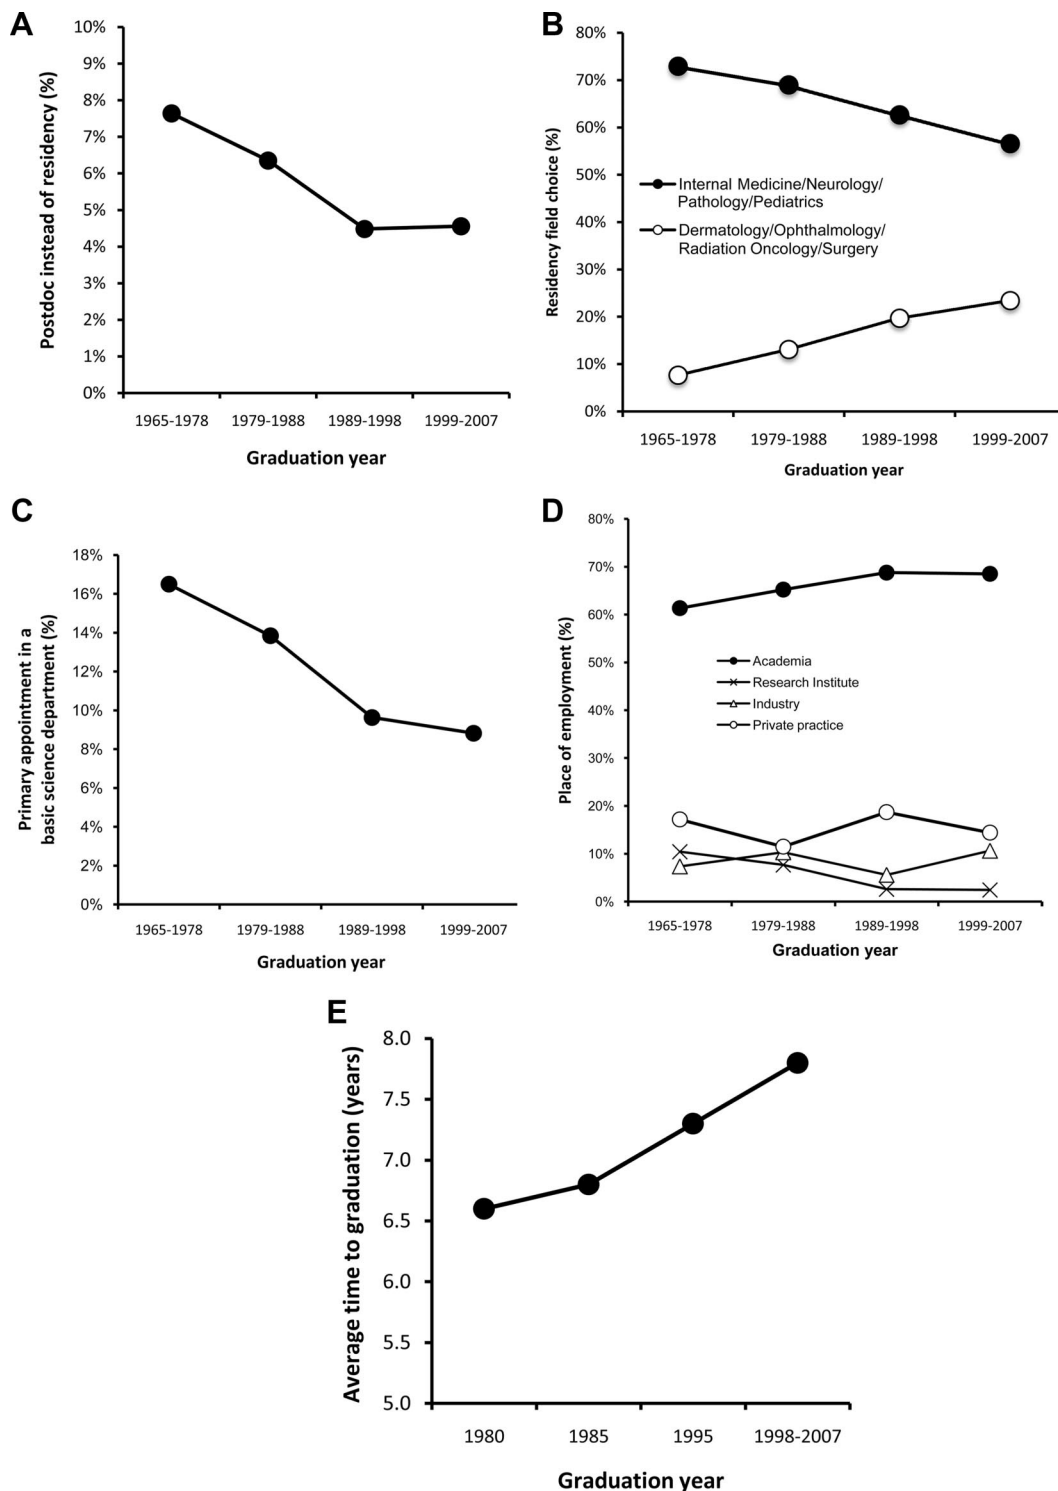 A
Postdoc instead of residency (%)
10%
9%
8%
7%
6%
5%
4%
3%
2%
1%
0%
1965-1978 1979-1988 1989-1998 1999-2007
Graduation year
B
Residency field choice (%)
80%
70%
60%
50%
40%
30%
20%
10%
0%
Internal Medicine/Neurology/
Pathology/Pediatrics
Dermatology/Ophthalmology/
Radiation Oncology/Surgery
1965-1978 1979-1988 1989-1998 1999-2007
Graduation year
C
Primary appointment in a
basic science department (%)
18%
16%
14%
12%
10%
8%
6%
4%
2%
0%
1965-1978 1979-1988 1989-1998 1999-2007
Graduation year
D
Place of employment (%)
80%
70%
60%
50%
40%
30%
20%
10%
0%
Academia
Research Institute
Industry
Private practice
1965-1978 1979-1988 1989-1998 1999-2007
Graduation year
E
Average time to graduation (years)
8.0
7.5
7.0
6.5
6.0
5.5
5.0
1980 1985 1995 1998-2007
Graduation year